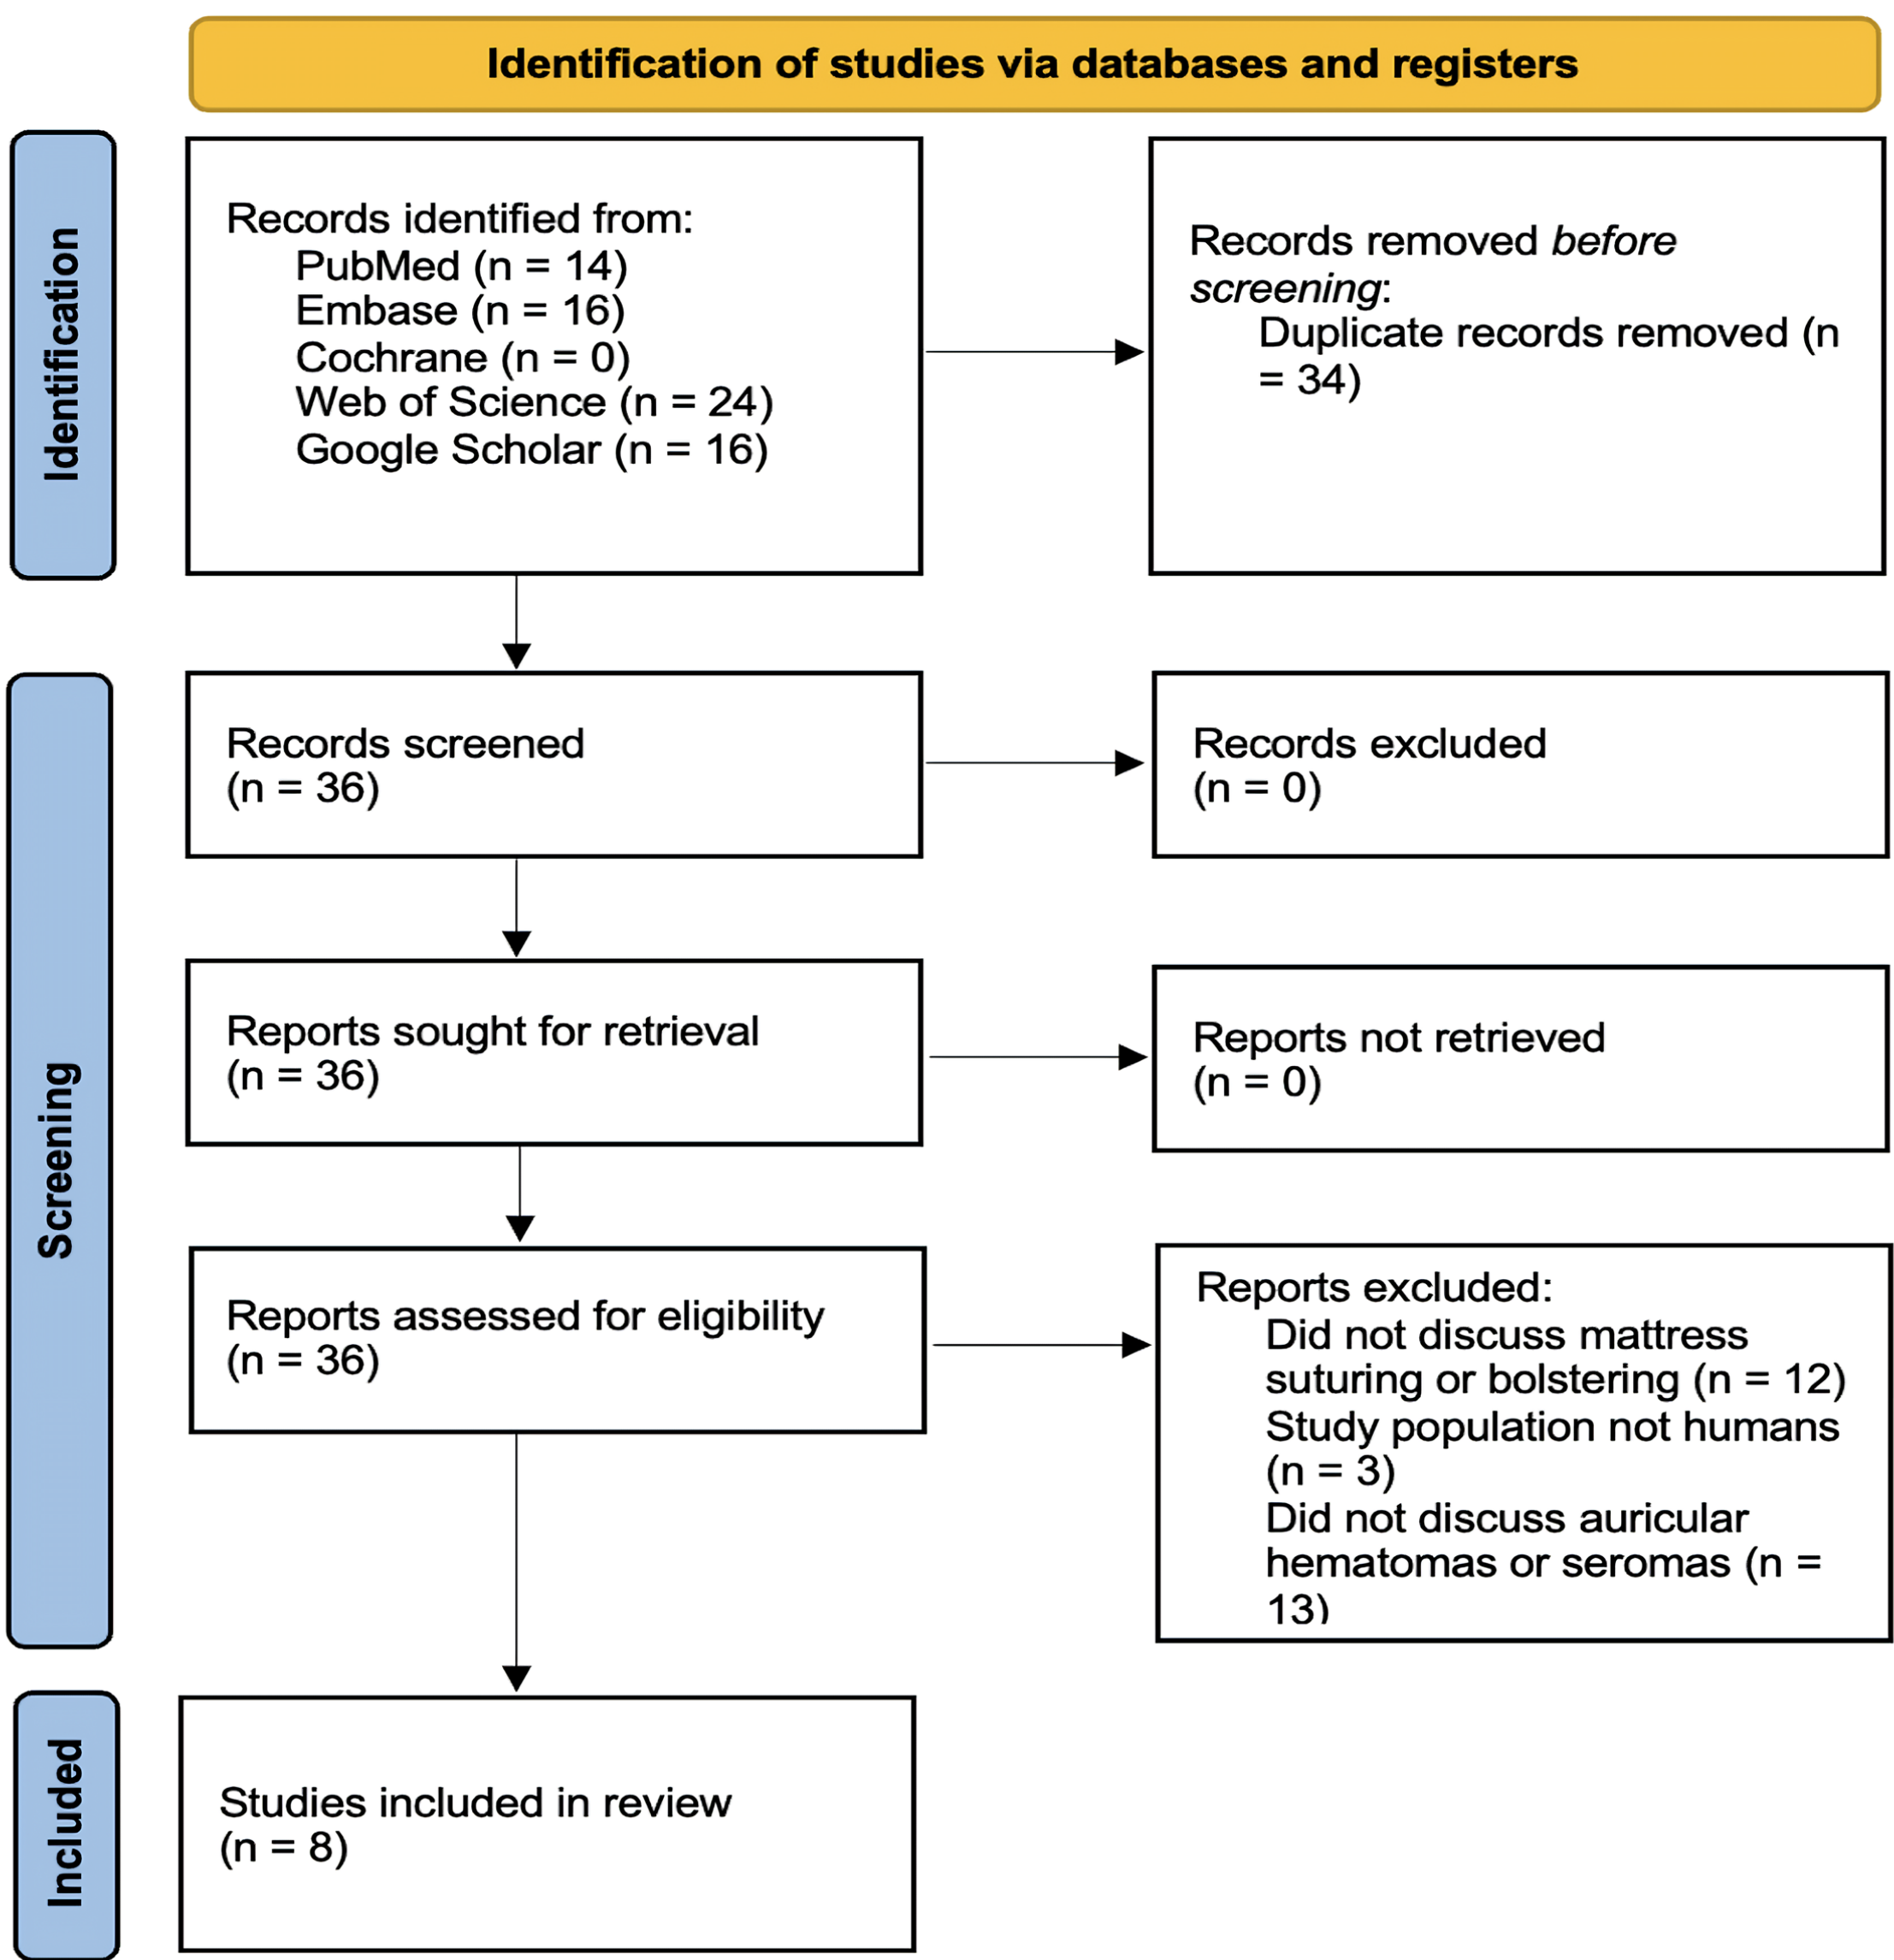 Identification of studies via databases and registers
Identification
Records identified from:
PubMed (n = 14)
Embase (n = 16)
Cochrane (n = 0)
Web of Science (n = 24)
Google Scholar (n = 16)
Records removed before
screening:
Duplicate records removed (n
= 34)
Screening
Records screened
(n = 36)
Records excluded
(n = 0)
Reports sought for retrieval
(n = 36)
Reports not retrieved
(n = 0)
Reports assessed for eligibility
(n = 36)
Reports excluded:
Did not discuss mattress
suturing or bolstering (n = 12)
Study population not humans
(n = 3)
Did not discuss auricular
hematomas or seromas (n =
13)
Included
Studies included in review
(n = 8)